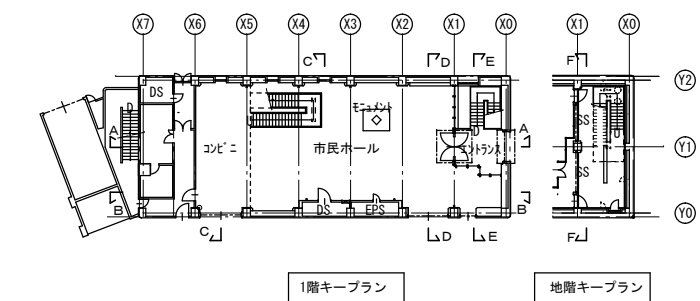 X7 X6 X5 X4 X3 X2 X1 X0 X1 X0
C D E F
Y2
DS
D
モニュメント
A コンビニ 市民ホール D エントランス A SS Y1
SS
B DS EPS B Y0
C D E F
1階キープラン 地階キープラン